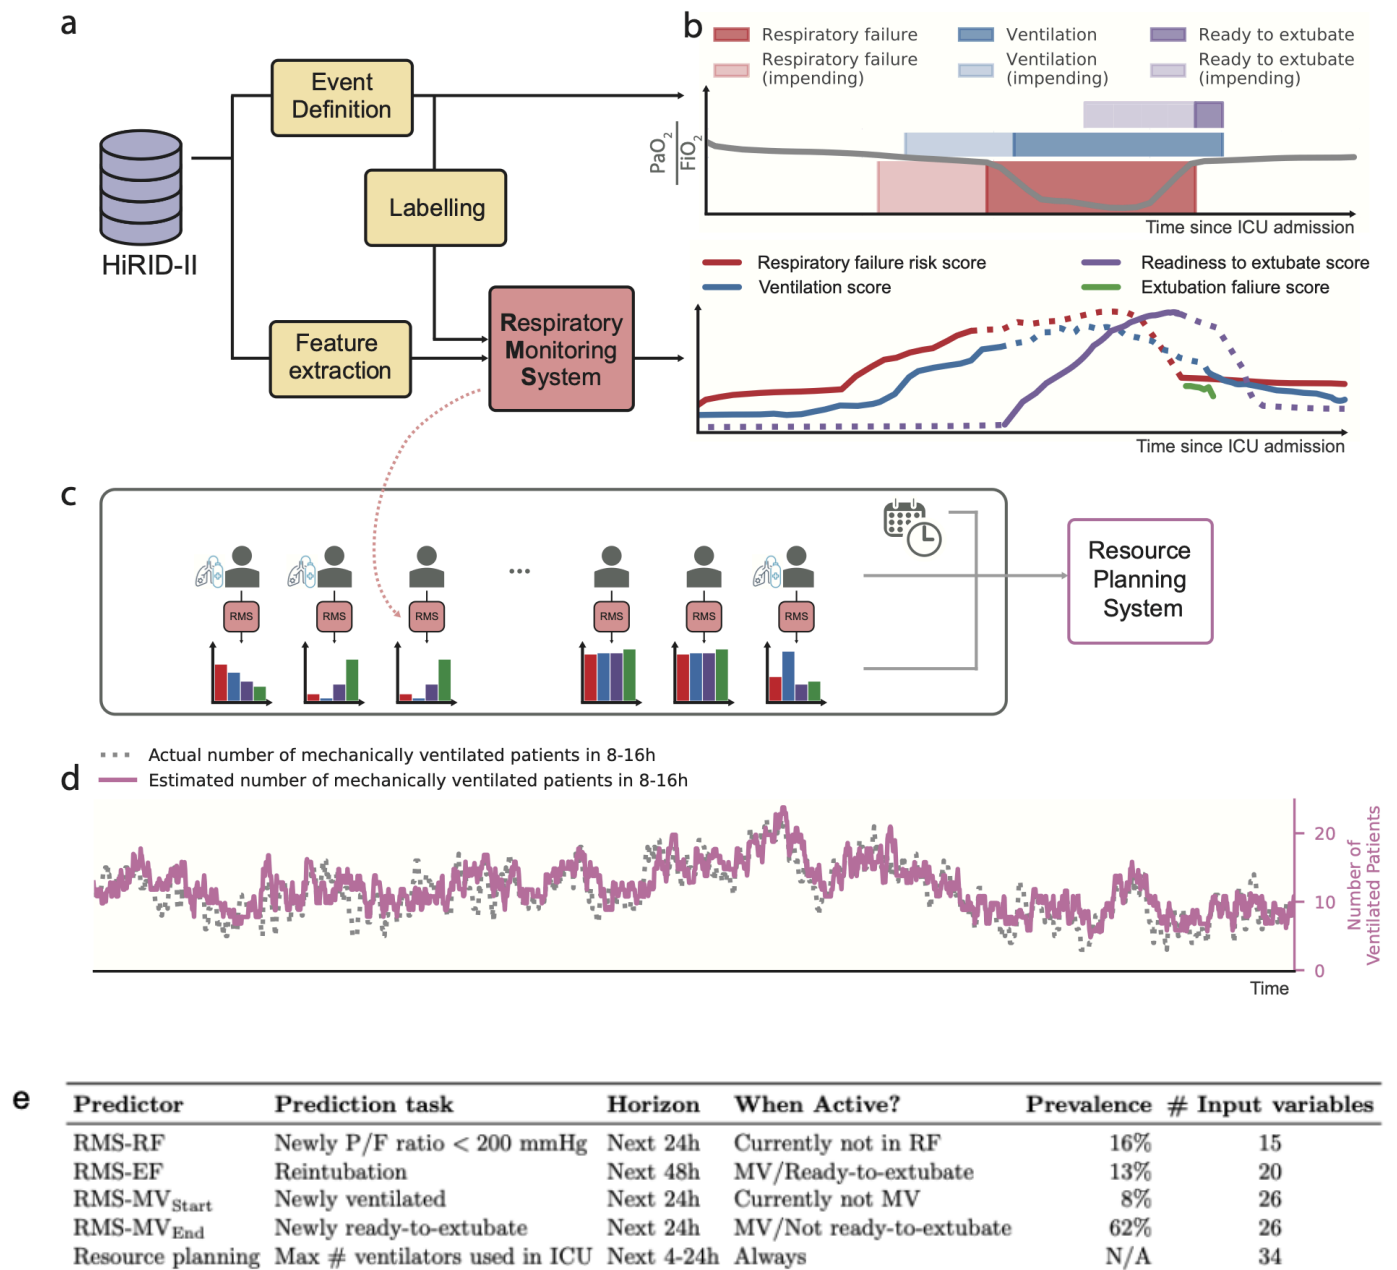 a
Event
Definition
Labelling
HiRID-II
Feature
extraction
Respiratory
Monitoring
System
b
Respiratory failure
Ventilation
Ready to extubate
Respiratory failure
(impending)
Ventilation
(impending)
Ready to extubate
(impending)
PaO2
FiO2
Time since ICU admission
Respiratory failure risk score
Readiness to extubate score
Ventilation score
Extubation faliure score
Time since ICU admission
c
...
RMS
RMS
RMS
RMS
RMS
RMS
Resource
Planning
System
d
Actual number of mechanically ventilated patients in 8-16h
Estimated number of mechanically ventilated patients in 8-16h
20
10
0
Number of
Ventilated Patients
Time
e
Predictor Prediction task Horizon When Active? Prevalence # Input variables
RMS-RF Newly P/F ratio < 200 mmHg Next 24h Currently not in RF 16% 15
RMS-EF Reintubation Next 48h MV/Ready-to-extubate 13% 20
RMS-MVStart Newly ventilated Next 24h Currently not MV 8% 26
RMS-MVEnd Newly ready-to-extubate Next 24h MV/Not ready-to-extubate 62% 26
Resource planning Max # ventilators used in ICU Next 4-24h Always N/A 34